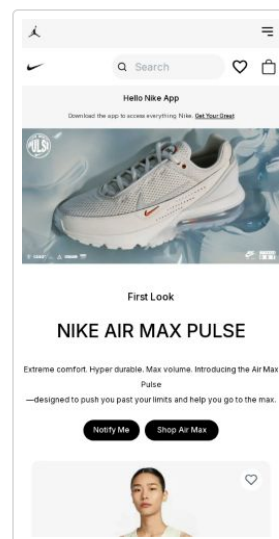 Search
Hello Nike App
Download the app to access everything Nike. Get Your Great
First Look
NIKE AIR MAX PULSE
Extreme comfort. Hyper durable. Max volume. Introducing the Air Max
Pulse
—designed to push you past your limits and help you go to the max.
Notify Me
Shop Air Max